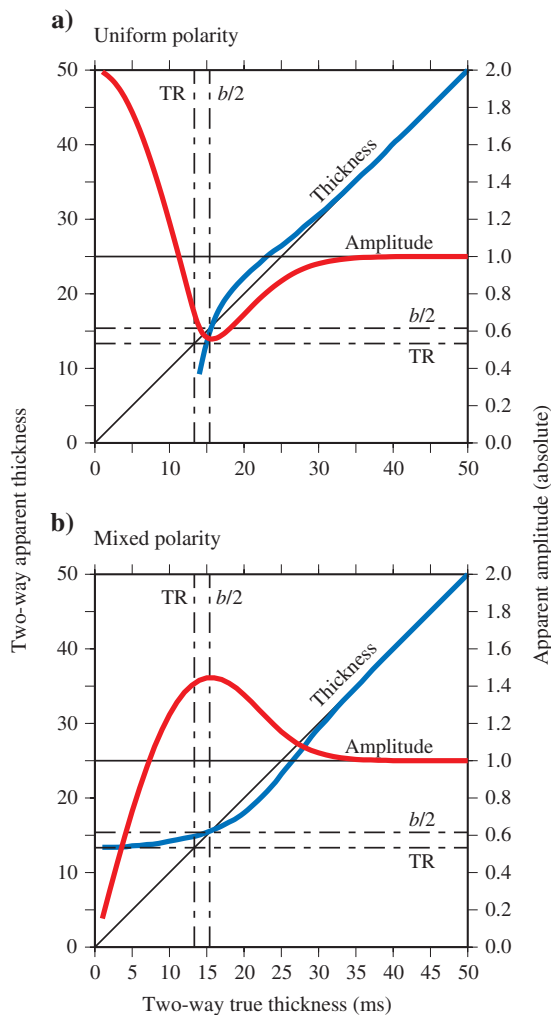 a) Uniform polarity
50 2.0
TR b/2
1.8
40 1.6
Thickness
1.4
30 1.2
Amplitude
1.0
20 0.8
b/2
0.6
TR
10 0.4
0.2
0 0.0
0 10 20 30 40 50
Two-way apparent thickness
Apparent amplitude (absolute)
b) Mixed polarity
50 2.0
TR b/2
1.8
40 1.6
Thickness
1.4
30 1.2
Amplitude
1.0
20 0.8
b/2
0.6
TR
10 0.4
0.2
0 0.0
0 5 10 15 20 25 30 35 40 45 50
Two-way true thickness (ms)